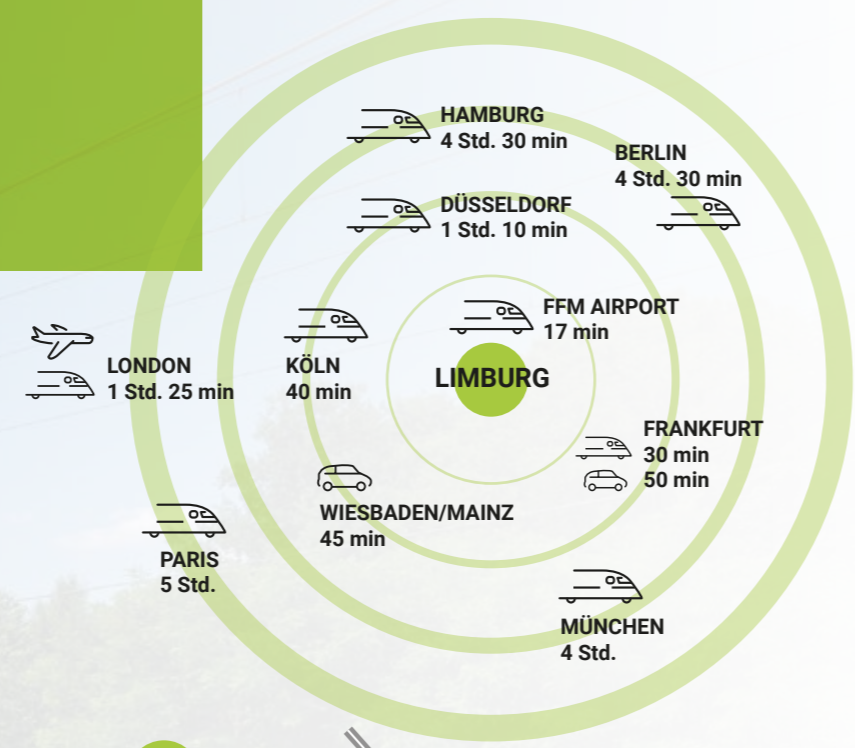 HAMBURG
4 Std. 30 min
BERLIN
4 Std. 30 min
DÜSSELDORF
1 Std. 10 min
FFM AIRPORT
17 min
LONDON
1 Std. 25 min
KÖLN
40 min
LIMBURG
FRANKFURT
30 min
50 min
WIESBADEN/MAINZ
45 min
PARIS
5 Std.
MÜNCHEN
4 Std.